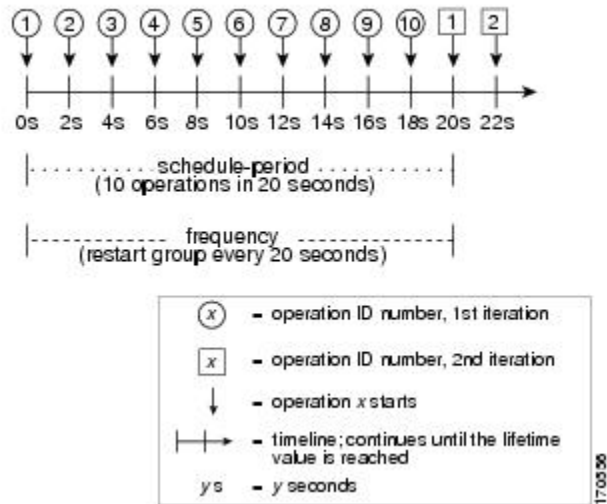 1 2 3 4 5 6 7 8 9 10 1 2
0s 2s 4s 6s 8s 10s 12s 14s 16s 18s 20s 22s
schedule-period
(10 operations in 20 seconds)
frequency
(restart group every 20 seconds)
x - operation ID number, 1st iteration
x - operation ID number, 2nd iteration
- operation x starts
- timeline; continues until the lifetime
value is reached
y s - y seconds
170556